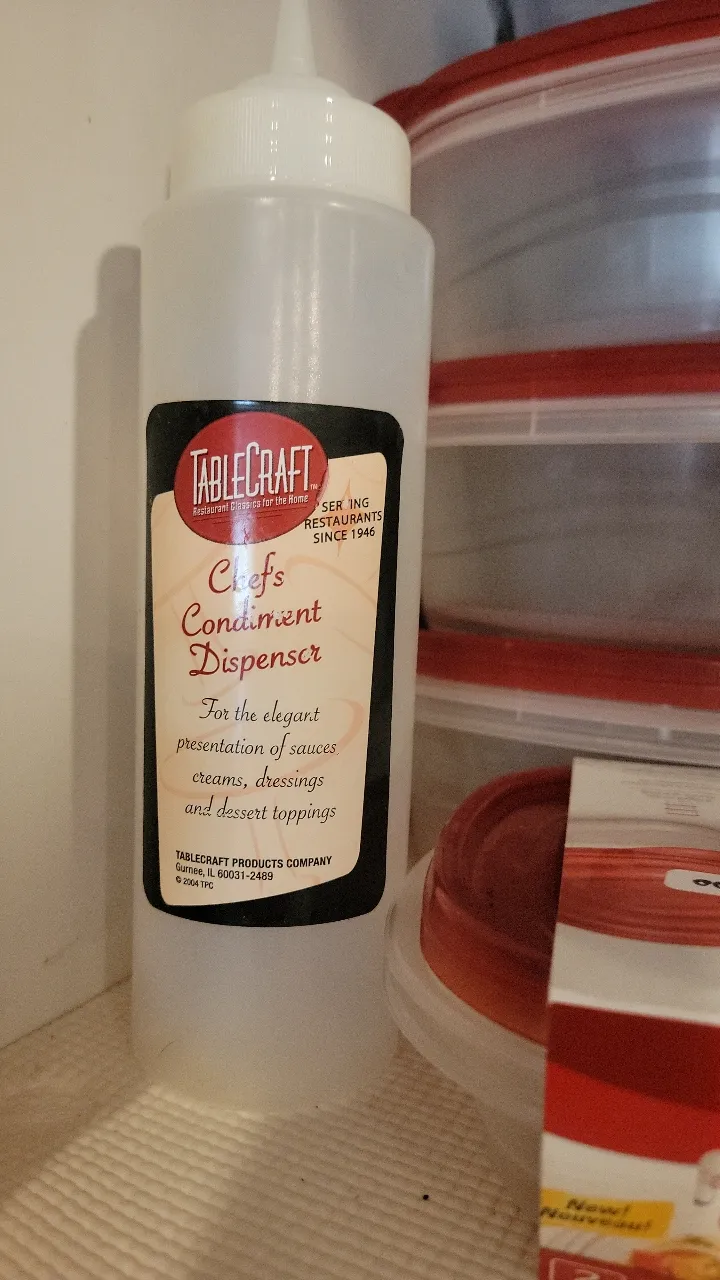 TABLECRAFT™
Restaurant Classics for the Home
SERVING
RESTAURANTS
SINCE 1946
Chef's
Condiment
Dispenser
For the elegant
presentation of sauces
creams, dressings
and dessert toppings
TABLECRAFT PRODUCTS COMPANY
Gurnee, IL 60031-2489
© 2004 TPC
New!
Nouveau!